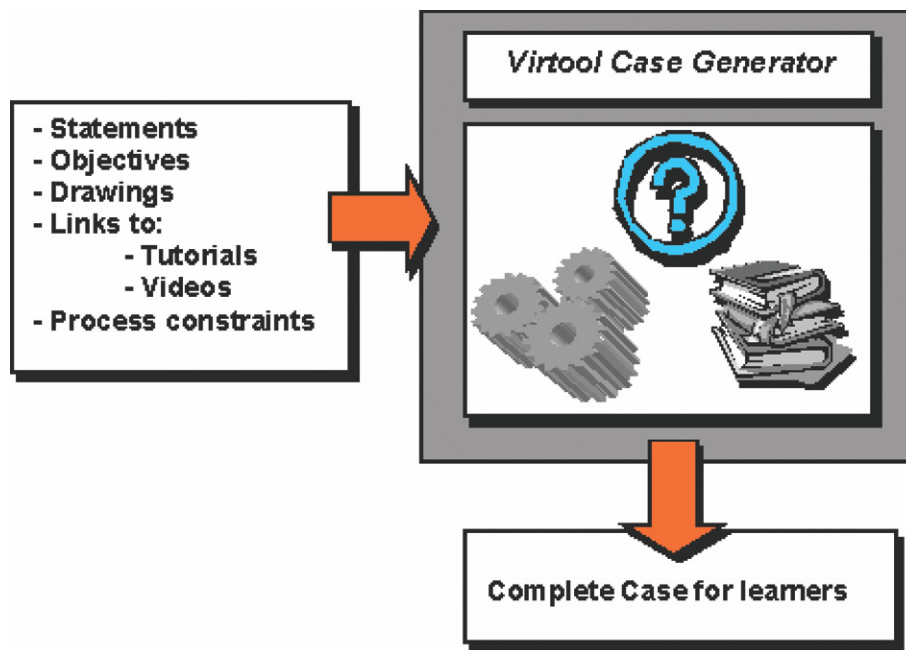 Virtool Case Generator
- Statements
- Objectives
- Drawings
- Links to:
- Tutorials
- Videos
- Process constraints
?
Complete Case for learners